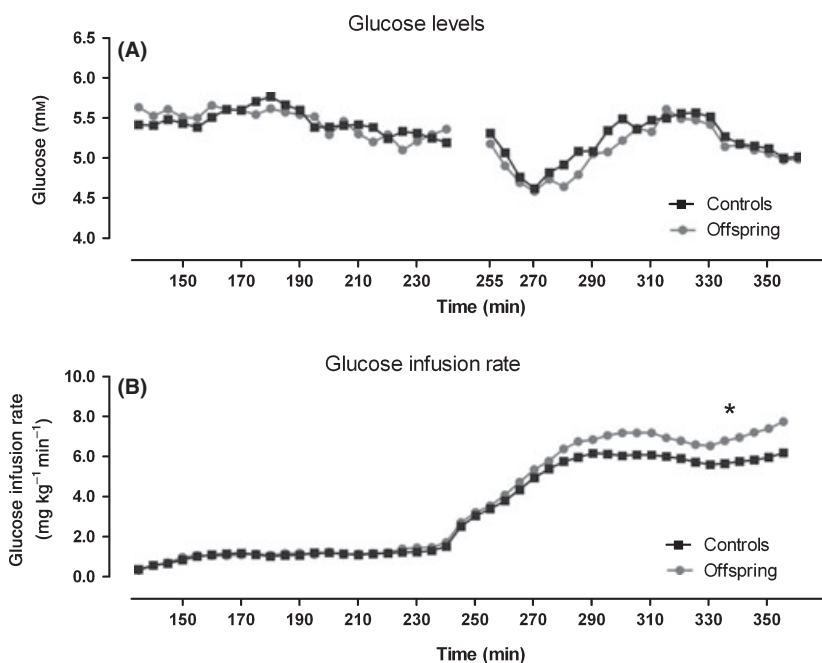 Glucose levels
(A)
Glucose (mM)
6.5
6.0
5.5
5.0
4.5
4.0
Controls
Offspring
150 170 190 210 230 255 270 290 310 330 350
Time (min)
Glucose infusion rate
(B)
Glucose infusion rate
(mg kg⁻¹ min⁻¹)
10.0
8.0
6.0
4.0
2.0
0.0
*
Controls
Offspring
150 170 190 210 230 250 270 290 310 330 350
Time (min)